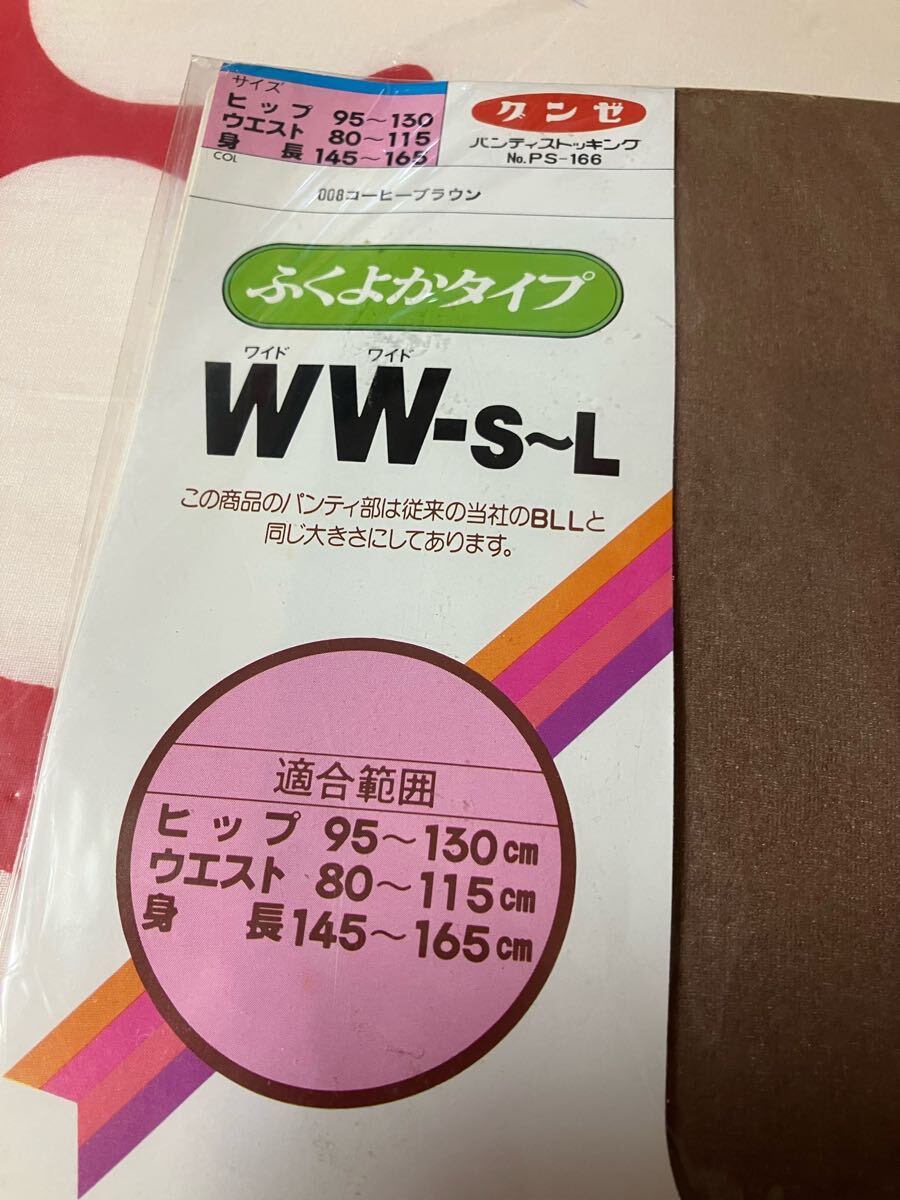 サイズ
ヒップ 95～130
ウエスト 80～115
身長 145～165
COL
グンゼ
パンティストッキング
No.PS-166
008コーヒーブラウン
ふくよかタイプ
ワイド ワイド
WW-S～L
この商品のパンティ部は従来の当社のBLLと
同じ大きさにしてあります。
適合範囲
ヒップ 95～130cm
ウエスト 80～115cm
身長 145～165cm